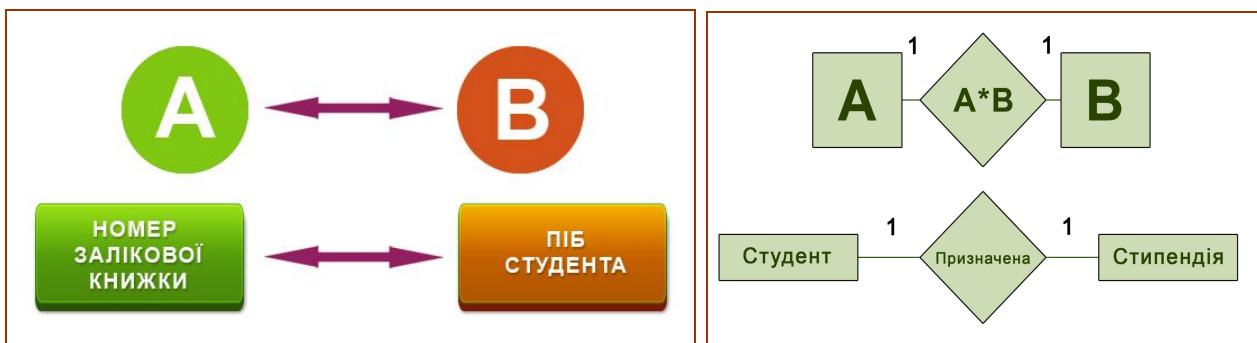 A
B
НОМЕР
ЗАЛІКОВОЇ
КНИЖКИ
ПІБ
СТУДЕНТА
1
1
A
A*B
B
1
1
Студент
Призначена
Стипендія